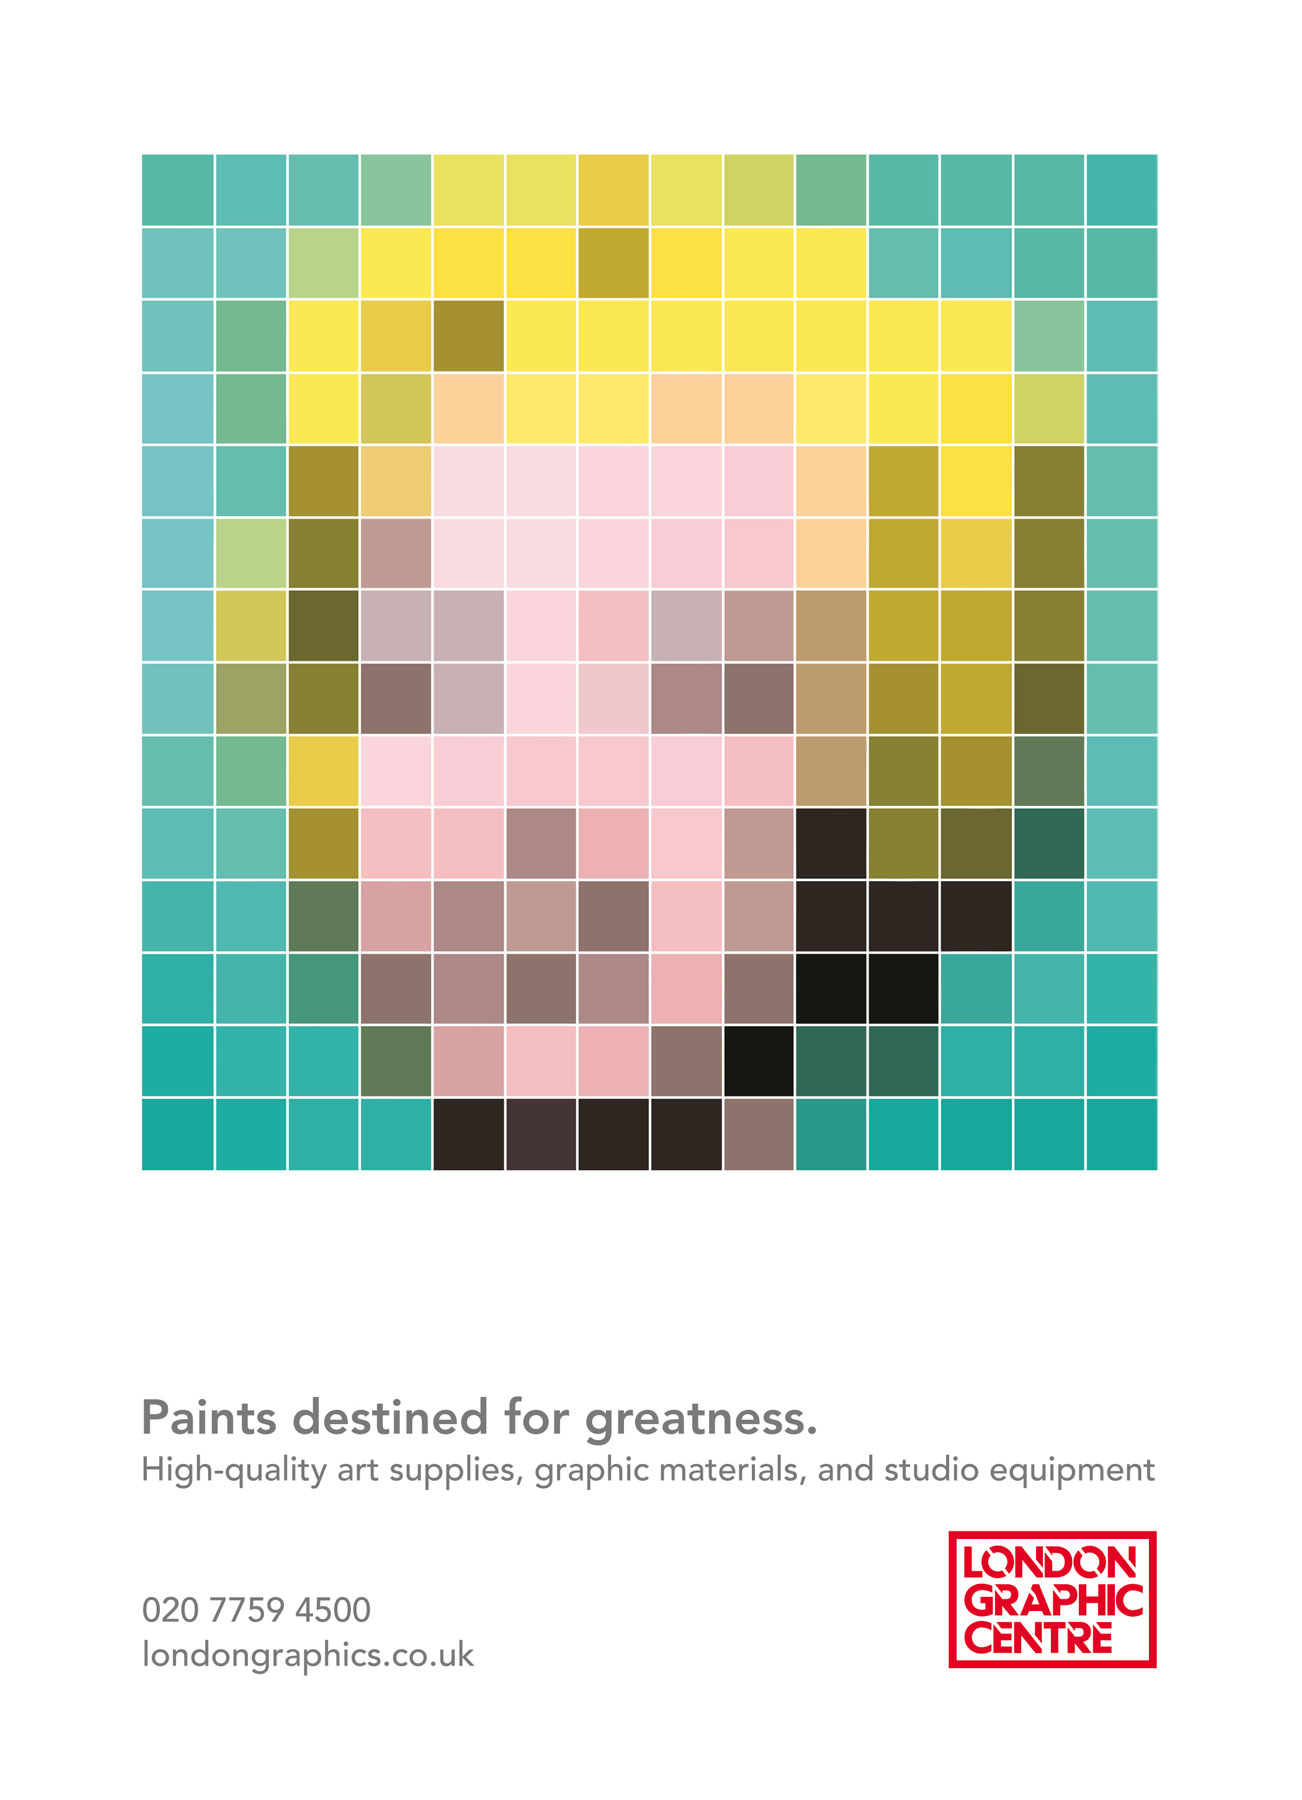 Paints destined for greatness.
High-quality art supplies, graphic materials, and studio equipment
020 7759 4500
londongraphics.co.uk
LONDON
GRAPHIC
CENTRE